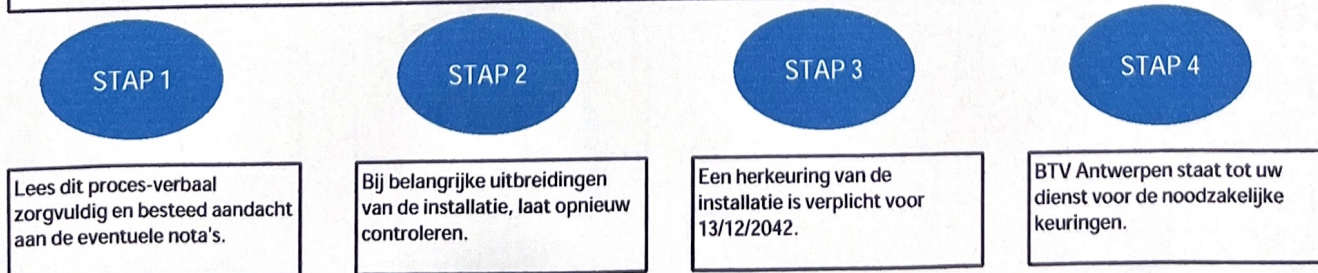 STAP 1
STAP 2
STAP 3
STAP 4
Lees dit proces-verbaal
zorgvuldig en besteed aandacht
aan de eventuele nota's.
Bij belangrijke uitbreidingen
van de installatie, laat opnieuw
controleren.
Een herkeuring van de
installatie is verplicht voor
13/12/2042.
BTV Antwerpen staat tot uw
dienst voor de noodzakelijke
keuringen.